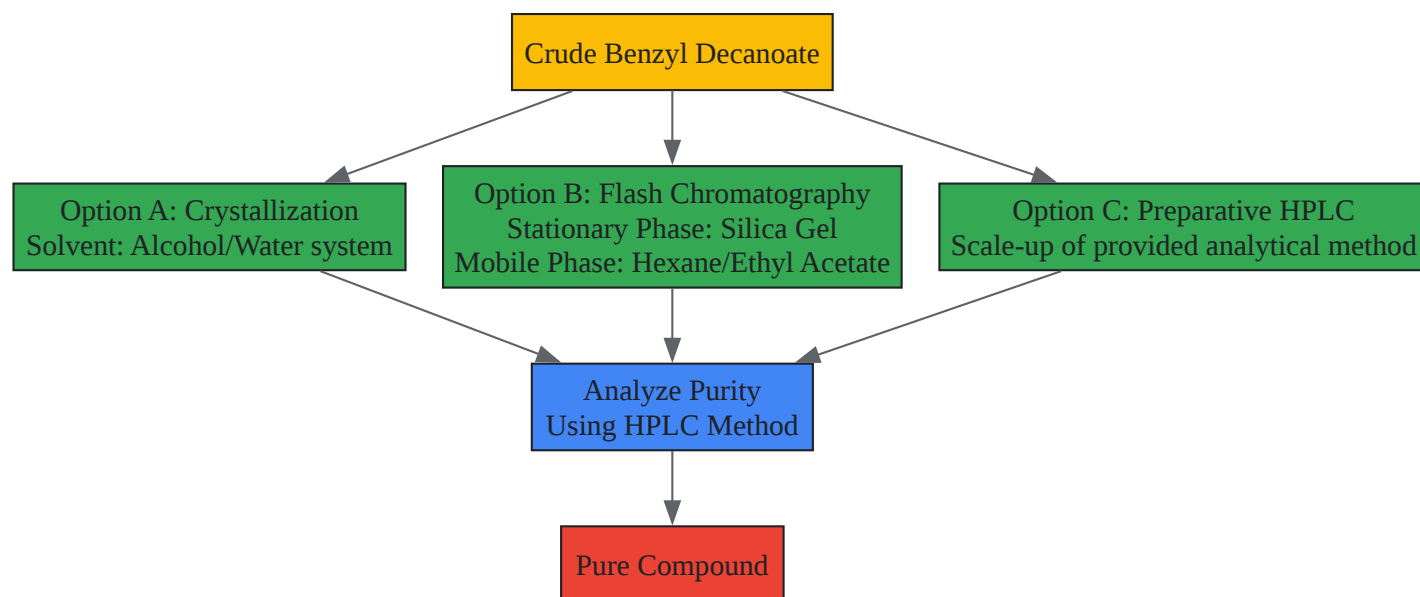 Crude Benzyl Decanoate
Option A: Crystallization
Solvent: Alcohol/Water system
Option B: Flash Chromatography
Stationary Phase: Silica Gel
Mobile Phase: Hexane/Ethyl Acetate
Option C: Preparative HPLC
Scale-up of provided analytical method
Analyze Purity
Using HPLC Method
Pure Compound